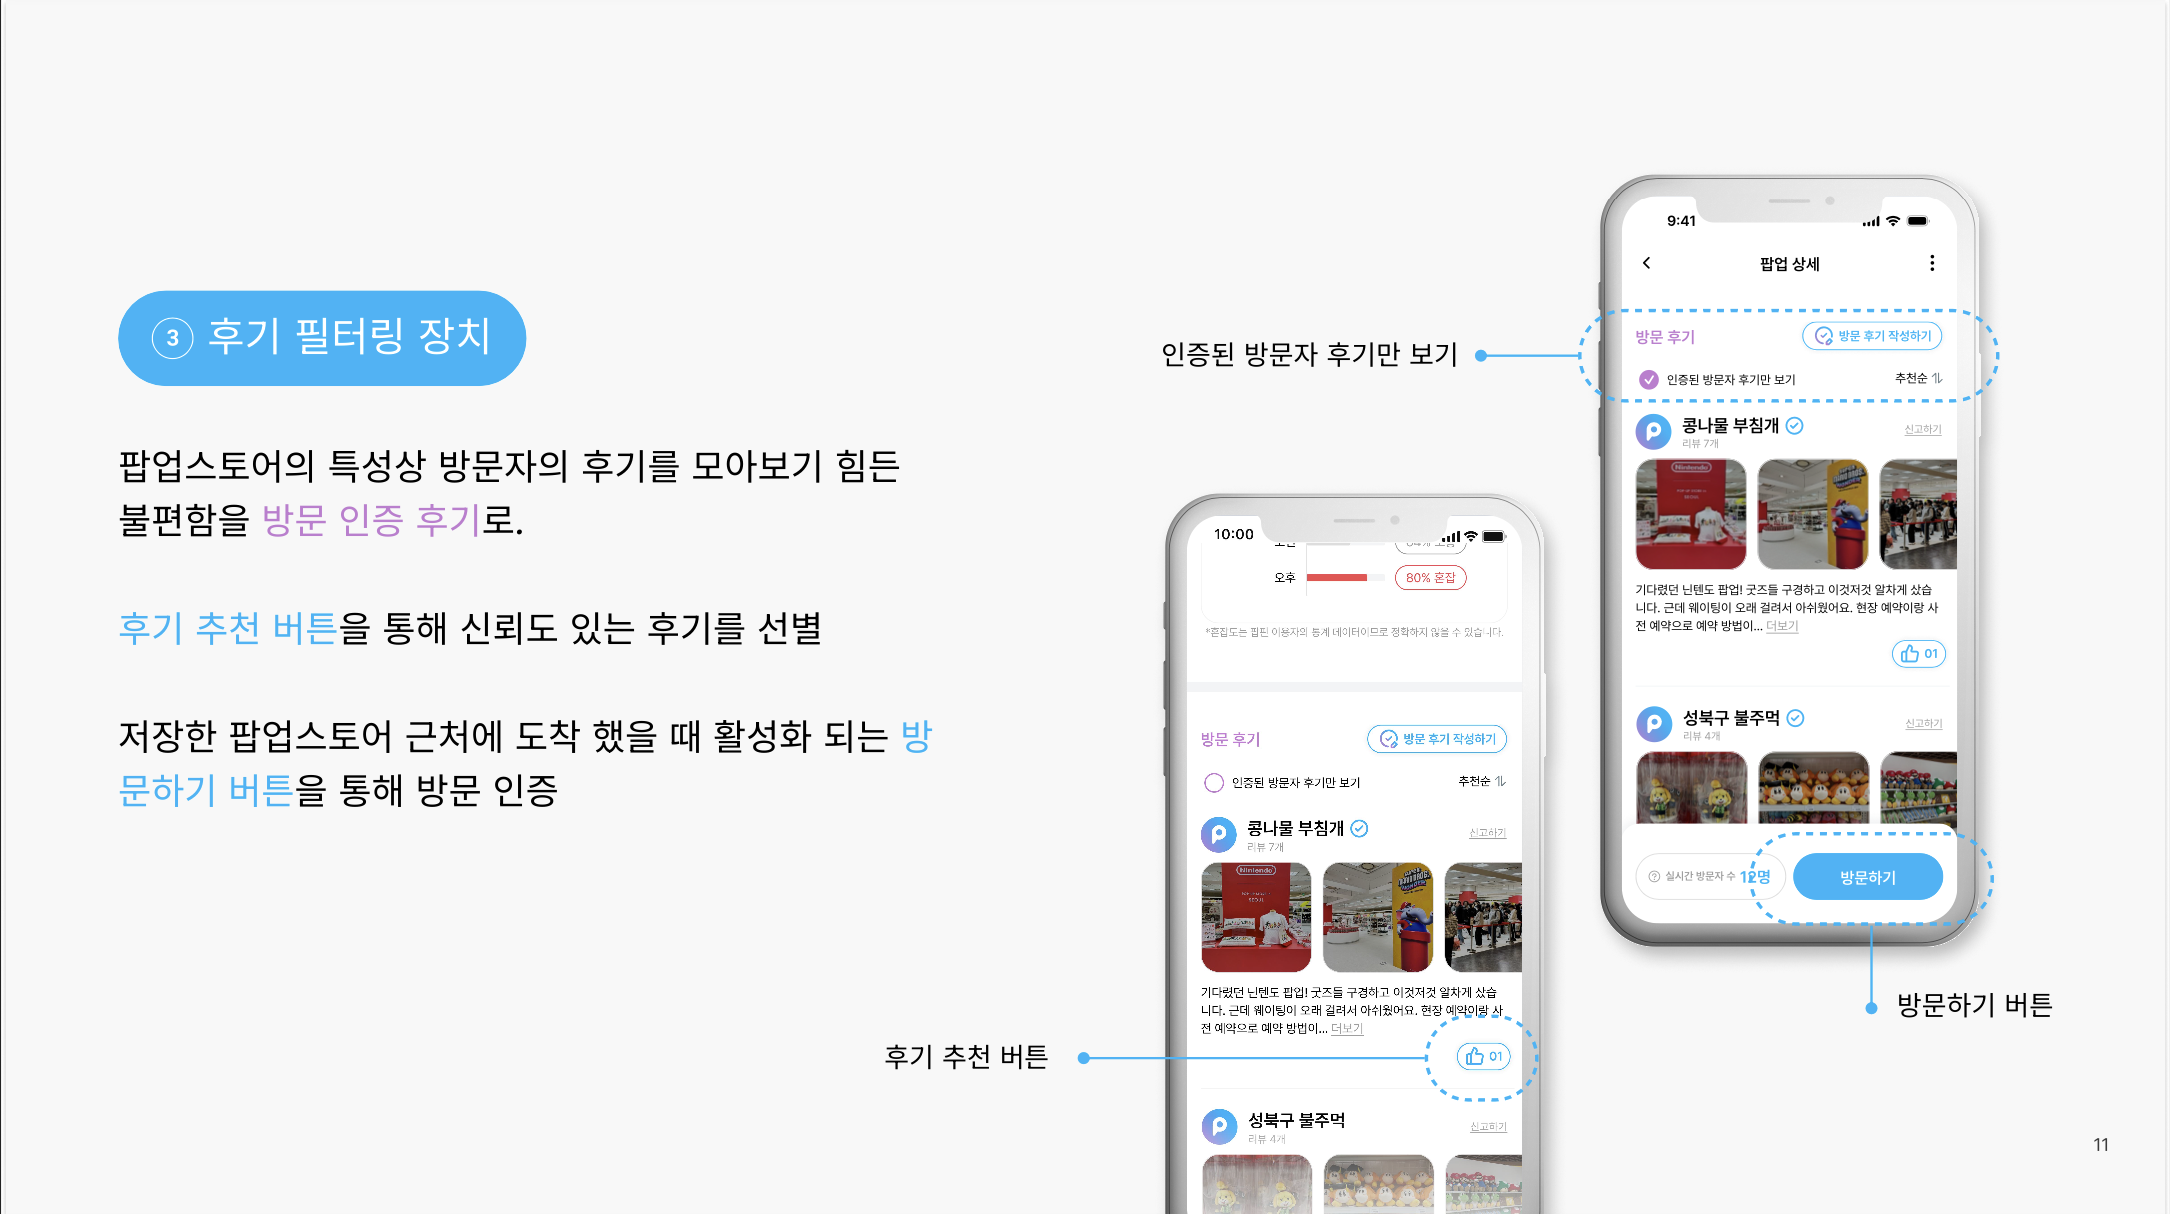 3 후기 필터링 장치
팝업스토어의 특성상 방문자의 후기를 모아보기 힘든
불편함을 방문 인증 후기로.
후기 추천 버튼을 통해 신뢰도 있는 후기를 선별
저장한 팝업스토어 근처에 도착 했을 때 활성화 되는 방
문하기 버튼을 통해 방문 인증
인증된 방문자 후기만 보기
9:41
팝업 상세
방문 후기
방문 후기 작성하기
인증된 방문자 후기만 보기
추천순
콩나물 부침개
리뷰 7개
신고하기
Nintendo
기다렸던 닌텐도 팝업! 굿즈들 구경하고 이것저것 알차게 샀습
니다. 근데 웨이팅이 오래 걸려서 아쉬웠어요. 현장 예약이랑 사
전 예약으로 예약 방법이... 더보기
01
성북구 불주먹
리뷰 4개
신고하기
실시간 방문자 수 12명
방문하기
방문하기 버튼
10:00
오후
80% 혼잡
*혼잡도는 핍핀 이용자의 통계 데이터이므로 정확하지 않을 수 있습니다.
방문 후기
방문 후기 작성하기
인증된 방문자 후기만 보기
추천순
콩나물 부침개
리뷰 7개
신고하기
Nintendo
SEOUL
기다렸던 닌텐도 팝업! 굿즈들 구경하고 이것저것 알차게 샀습
니다. 근데 웨이팅이 오래 걸려서 아쉬웠어요. 현장 예약이랑 사
전 예약으로 예약 방법이... 더보기
01
후기 추천 버튼
성북구 불주먹
리뷰 4개
신고하기
11